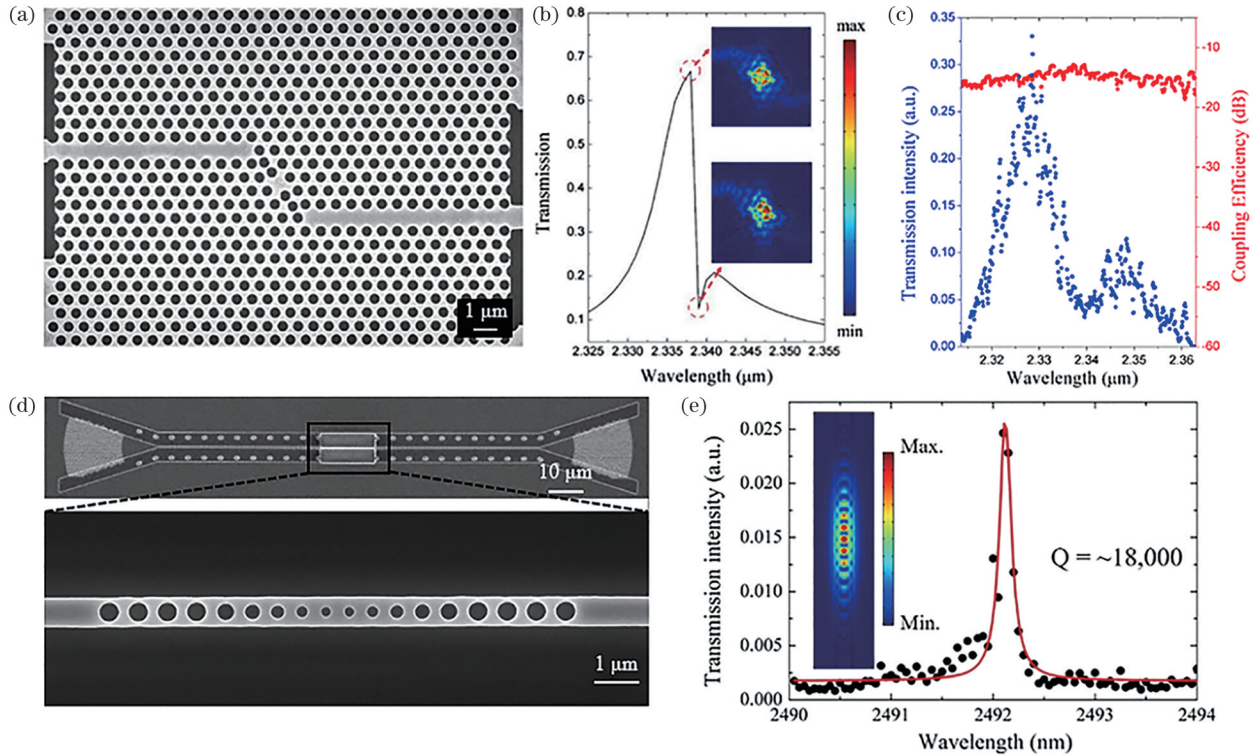 (a)
1 μm
(b)
0.8
0.7
0.6
0.5
0.4
0.3
0.2
0.1
Transmission
2.325 2.330 2.335 2.340 2.345 2.350 2.355
Wavelength (μm)
max
min
(c)
0.35
0.30
0.25
0.20
0.15
0.10
0.05
0.00
Transmission intensity (a.u.)
2.32 2.33 2.34 2.35 2.36
Wavelength (μm)
-10
-20
-30
-40
-50
-60
Coupling Efficiency (dB)
(d)
10 μm
1 μm
(e)
0.025
0.020
0.015
0.010
0.005
0.000
Transmission intensity (a.u.)
Max.
Min.
Q = ~18,000
2490 2491 2492 2493 2494
Wavelength (nm)